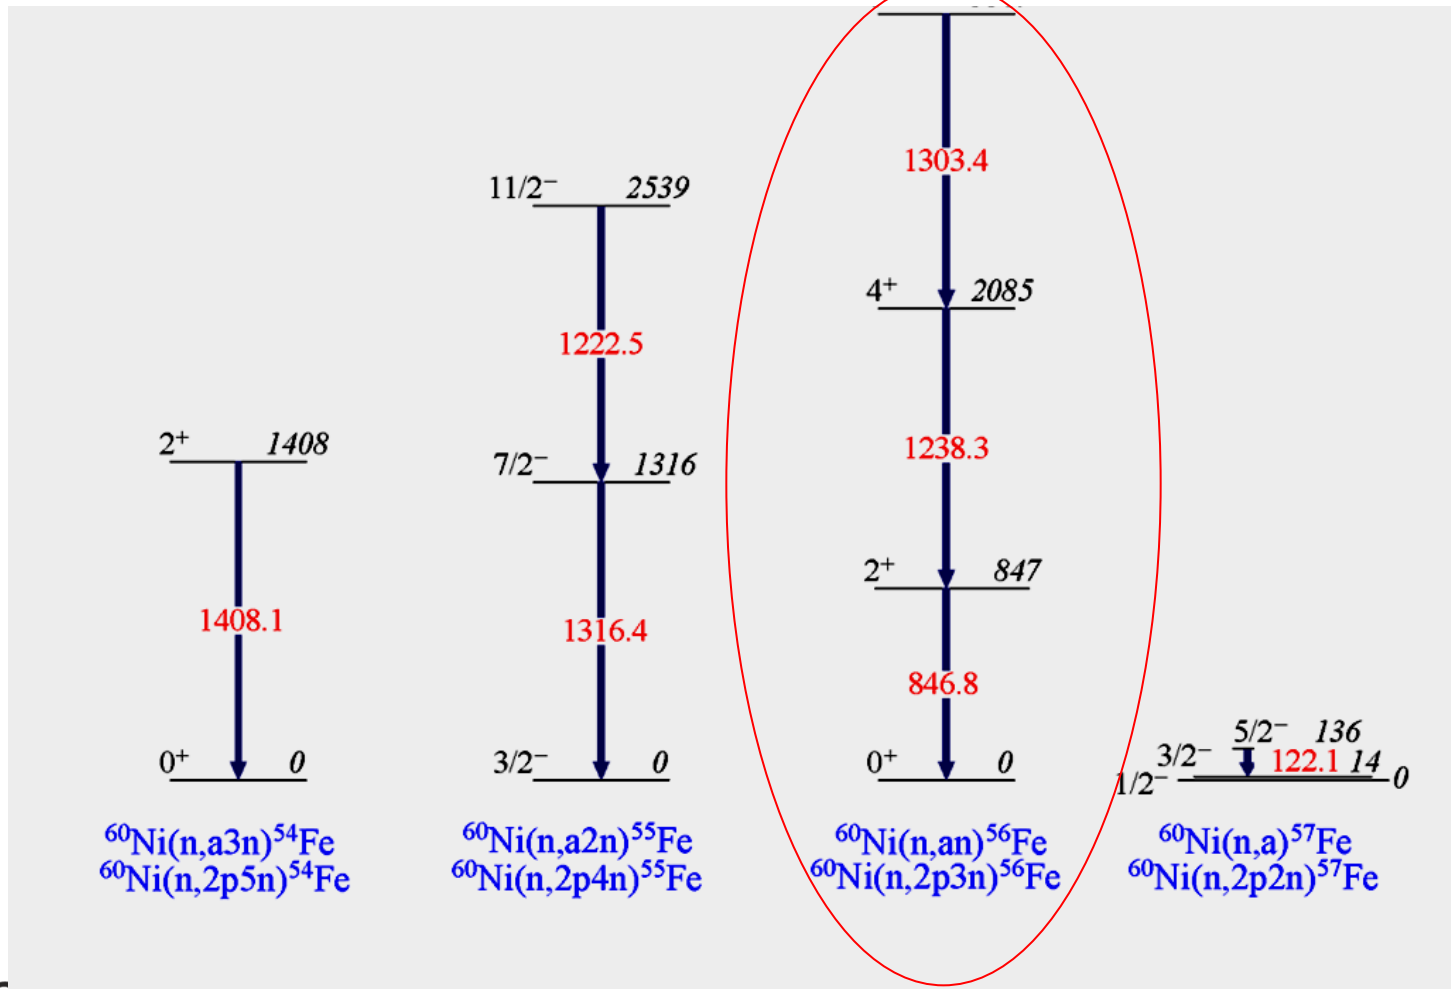 1303.4
11/2⁻ 2539
4⁺ 2085
1222.5
2⁺ 1408
1238.3
7/2⁻ 1316
2⁺ 847
1408.1
1316.4
846.8
5/2⁻ 136
3/2⁻ 122.1 14
0⁺ 0
3/2⁻ 0
0⁺ 0
1/2⁻ 0
⁶⁰Ni(n,a3n)⁵⁴Fe
⁶⁰Ni(n,2p5n)⁵⁴Fe
⁶⁰Ni(n,a2n)⁵⁵Fe
⁶⁰Ni(n,2p4n)⁵⁵Fe
⁶⁰Ni(n,an)⁵⁶Fe
⁶⁰Ni(n,2p3n)⁵⁶Fe
⁶⁰Ni(n,a)⁵⁷Fe
⁶⁰Ni(n,2p2n)⁵⁷Fe